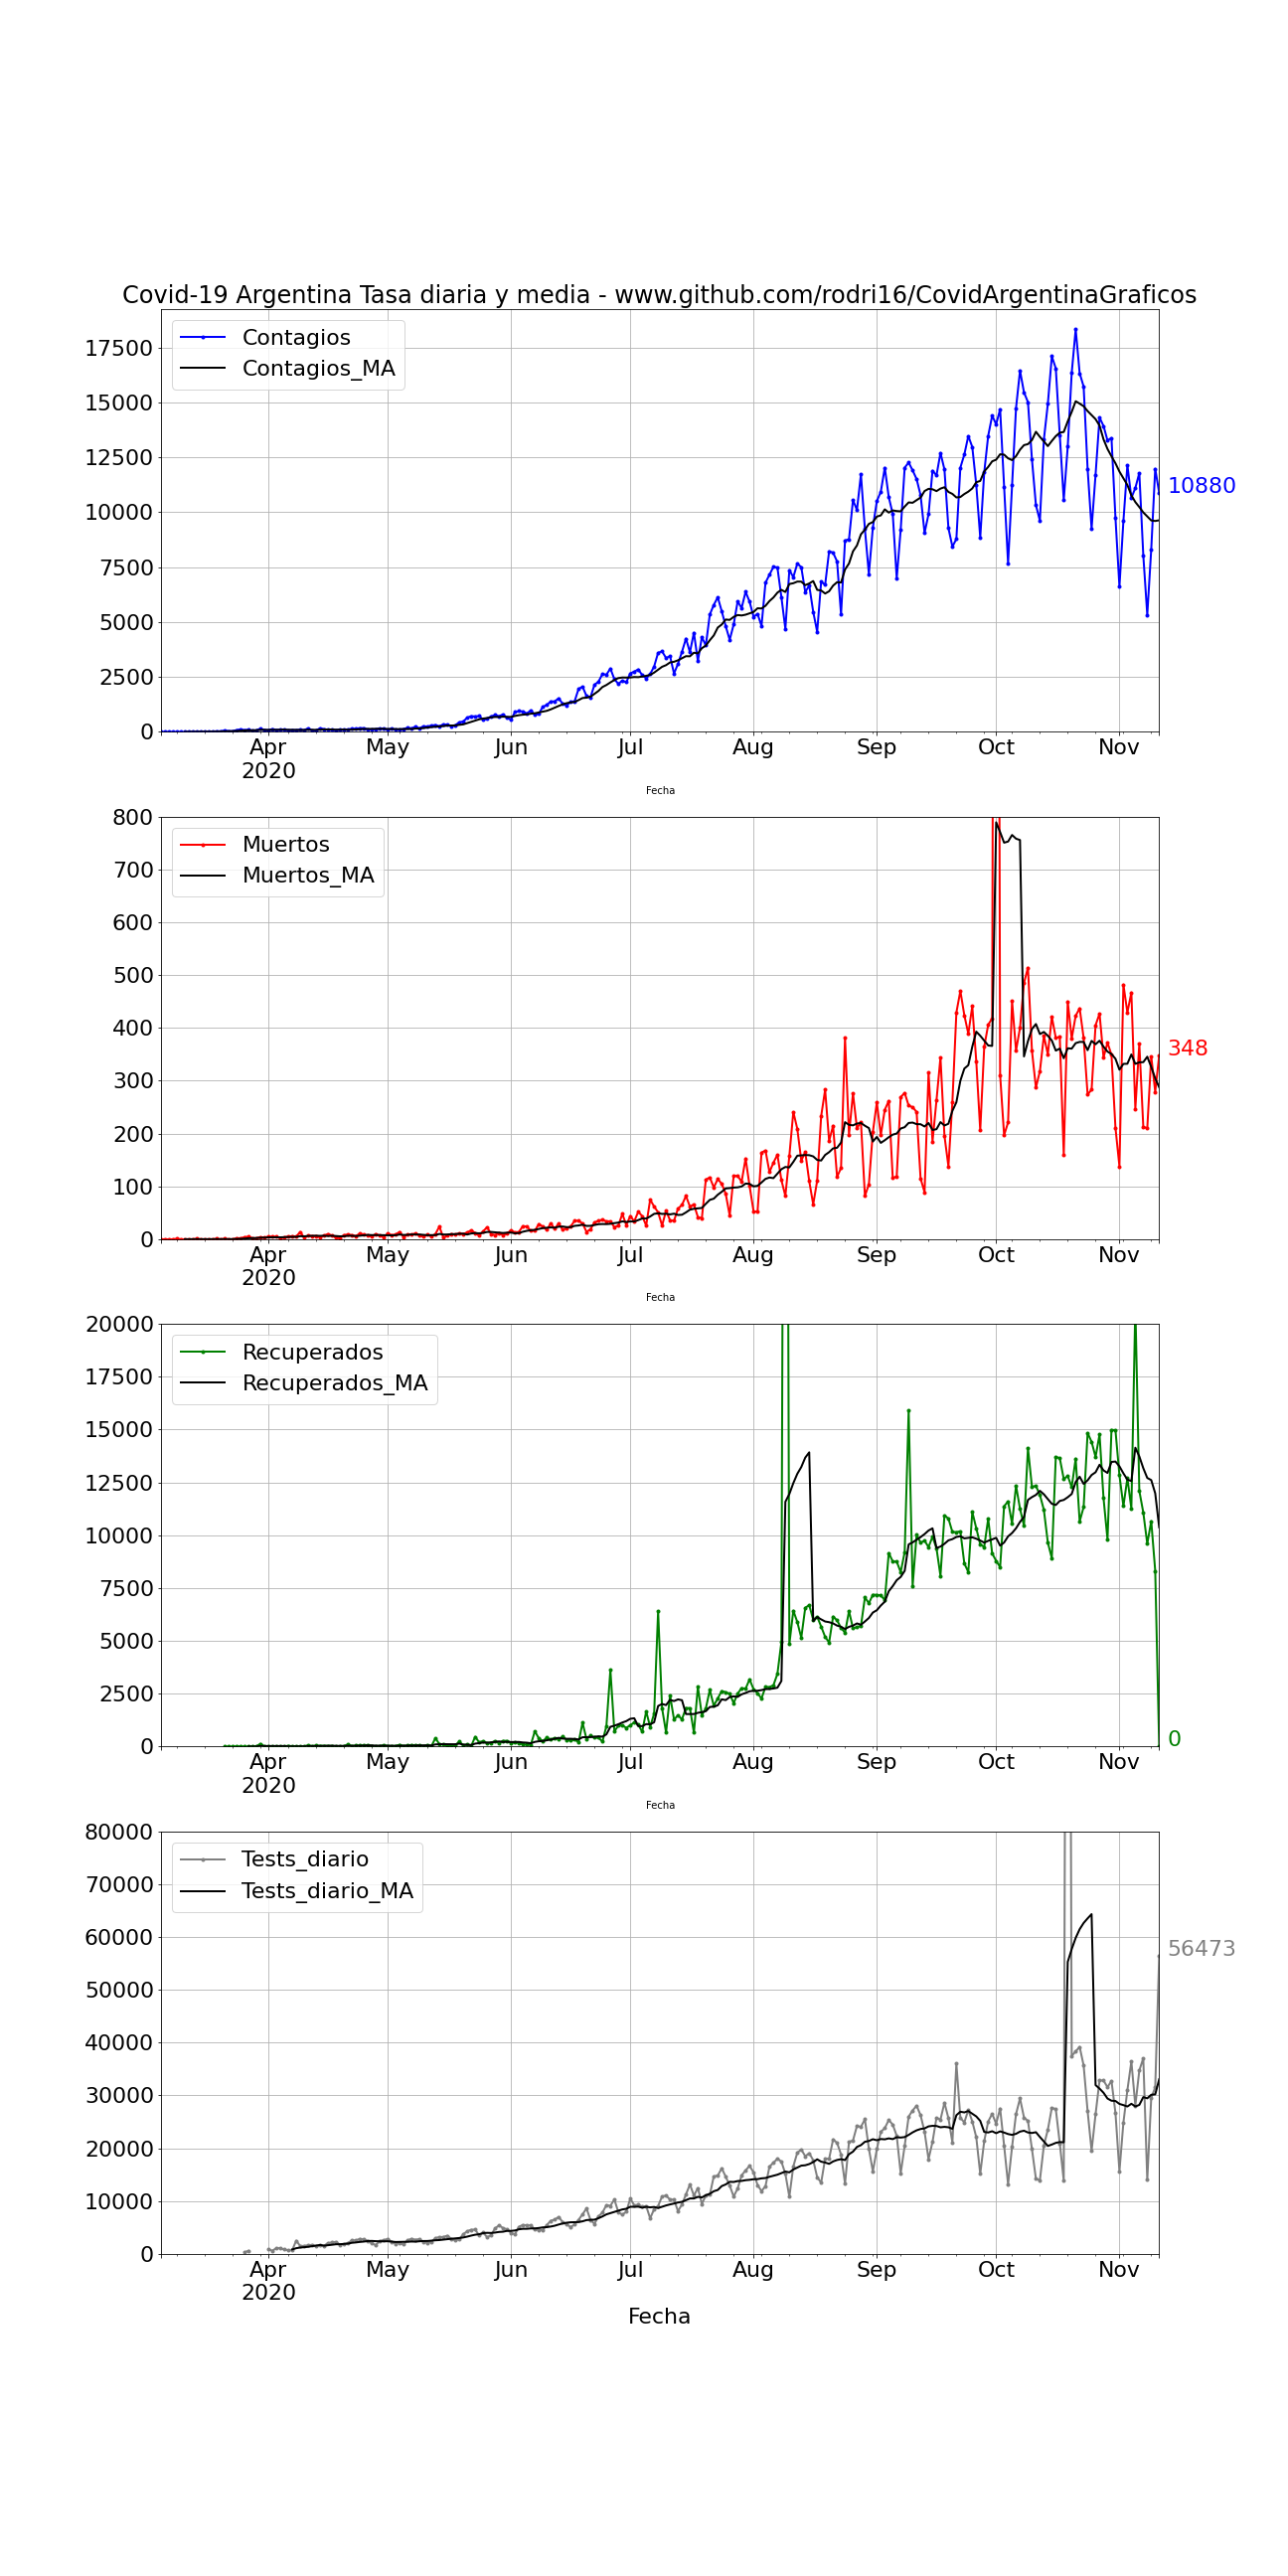 Covid-19 Argentina Tasa diaria y media - www.github.com/rodri16/CovidArgentinaGraficos
Contagios
Contagios_MA
17500
15000
12500
10000
7500
5000
2500
0
10880
Apr May Jun Jul Aug Sep Oct Nov
2020
Fecha
Muertos
Muertos_MA
800
700
600
500
400
300
200
100
0
348
Apr May Jun Jul Aug Sep Oct Nov
2020
Fecha
Recuperados
Recuperados_MA
20000
17500
15000
12500
10000
7500
5000
2500
0
0
Apr May Jun Jul Aug Sep Oct Nov
2020
Fecha
Tests_diario
Tests_diario_MA
80000
70000
60000
50000
40000
30000
20000
10000
0
56473
Apr May Jun Jul Aug Sep Oct Nov
2020
Fecha